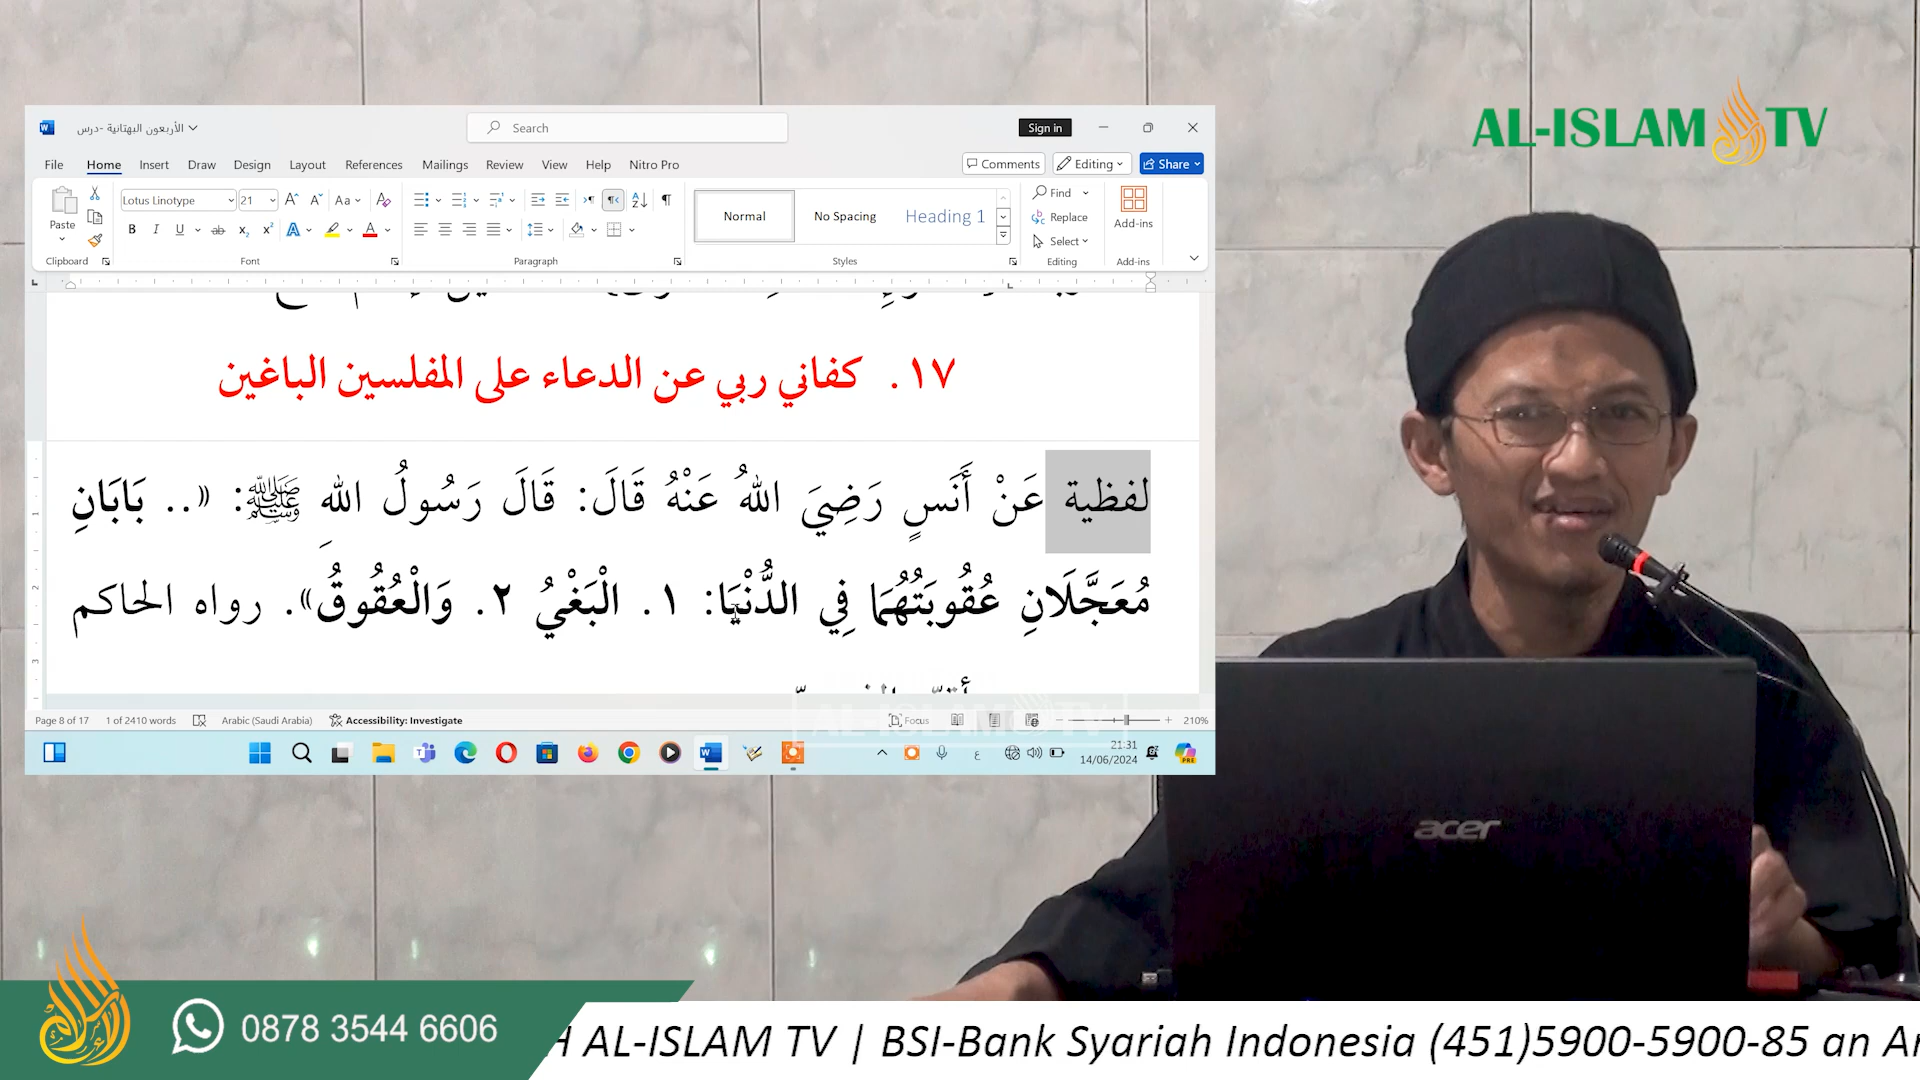 الأربعون البهتانية -درس
Search
Sign in
File Home Insert Draw Design Layout References Mailings Review View Help Nitro Pro
Comments Editing Share
Paste
Lotus Linotype 21
Normal
No Spacing
Heading 1
Find
Replace
Select
Add-ins
Clipboard Font Paragraph Styles Editing Add-ins
١٧. كفاني ربي عن الدعاء على المفلسين الباغين
لفظية عَنْ أَنَسٍ رَضِيَ اللهُ عَنْهُ قَالَ: قَالَ رَسُولُ اللهِ ﷺ: «.. بَابَانِ
مُعَجَّلَانِ عُقُوبَتُهُمَا فِي الدُّنْيَا: ١. الْبَغْيُ ٢. وَالْعُقُوقُ». رواه الحاكم
Page 8 of 17 1 of 2410 words Arabic (Saudi Arabia) Accessibility: Investigate Focus 210%
21:31
14/06/2024
AL-ISLAM TV
acer
0878 3544 6606
H AL-ISLAM TV | BSI-Bank Syariah Indonesia (451)5900-5900-85 an